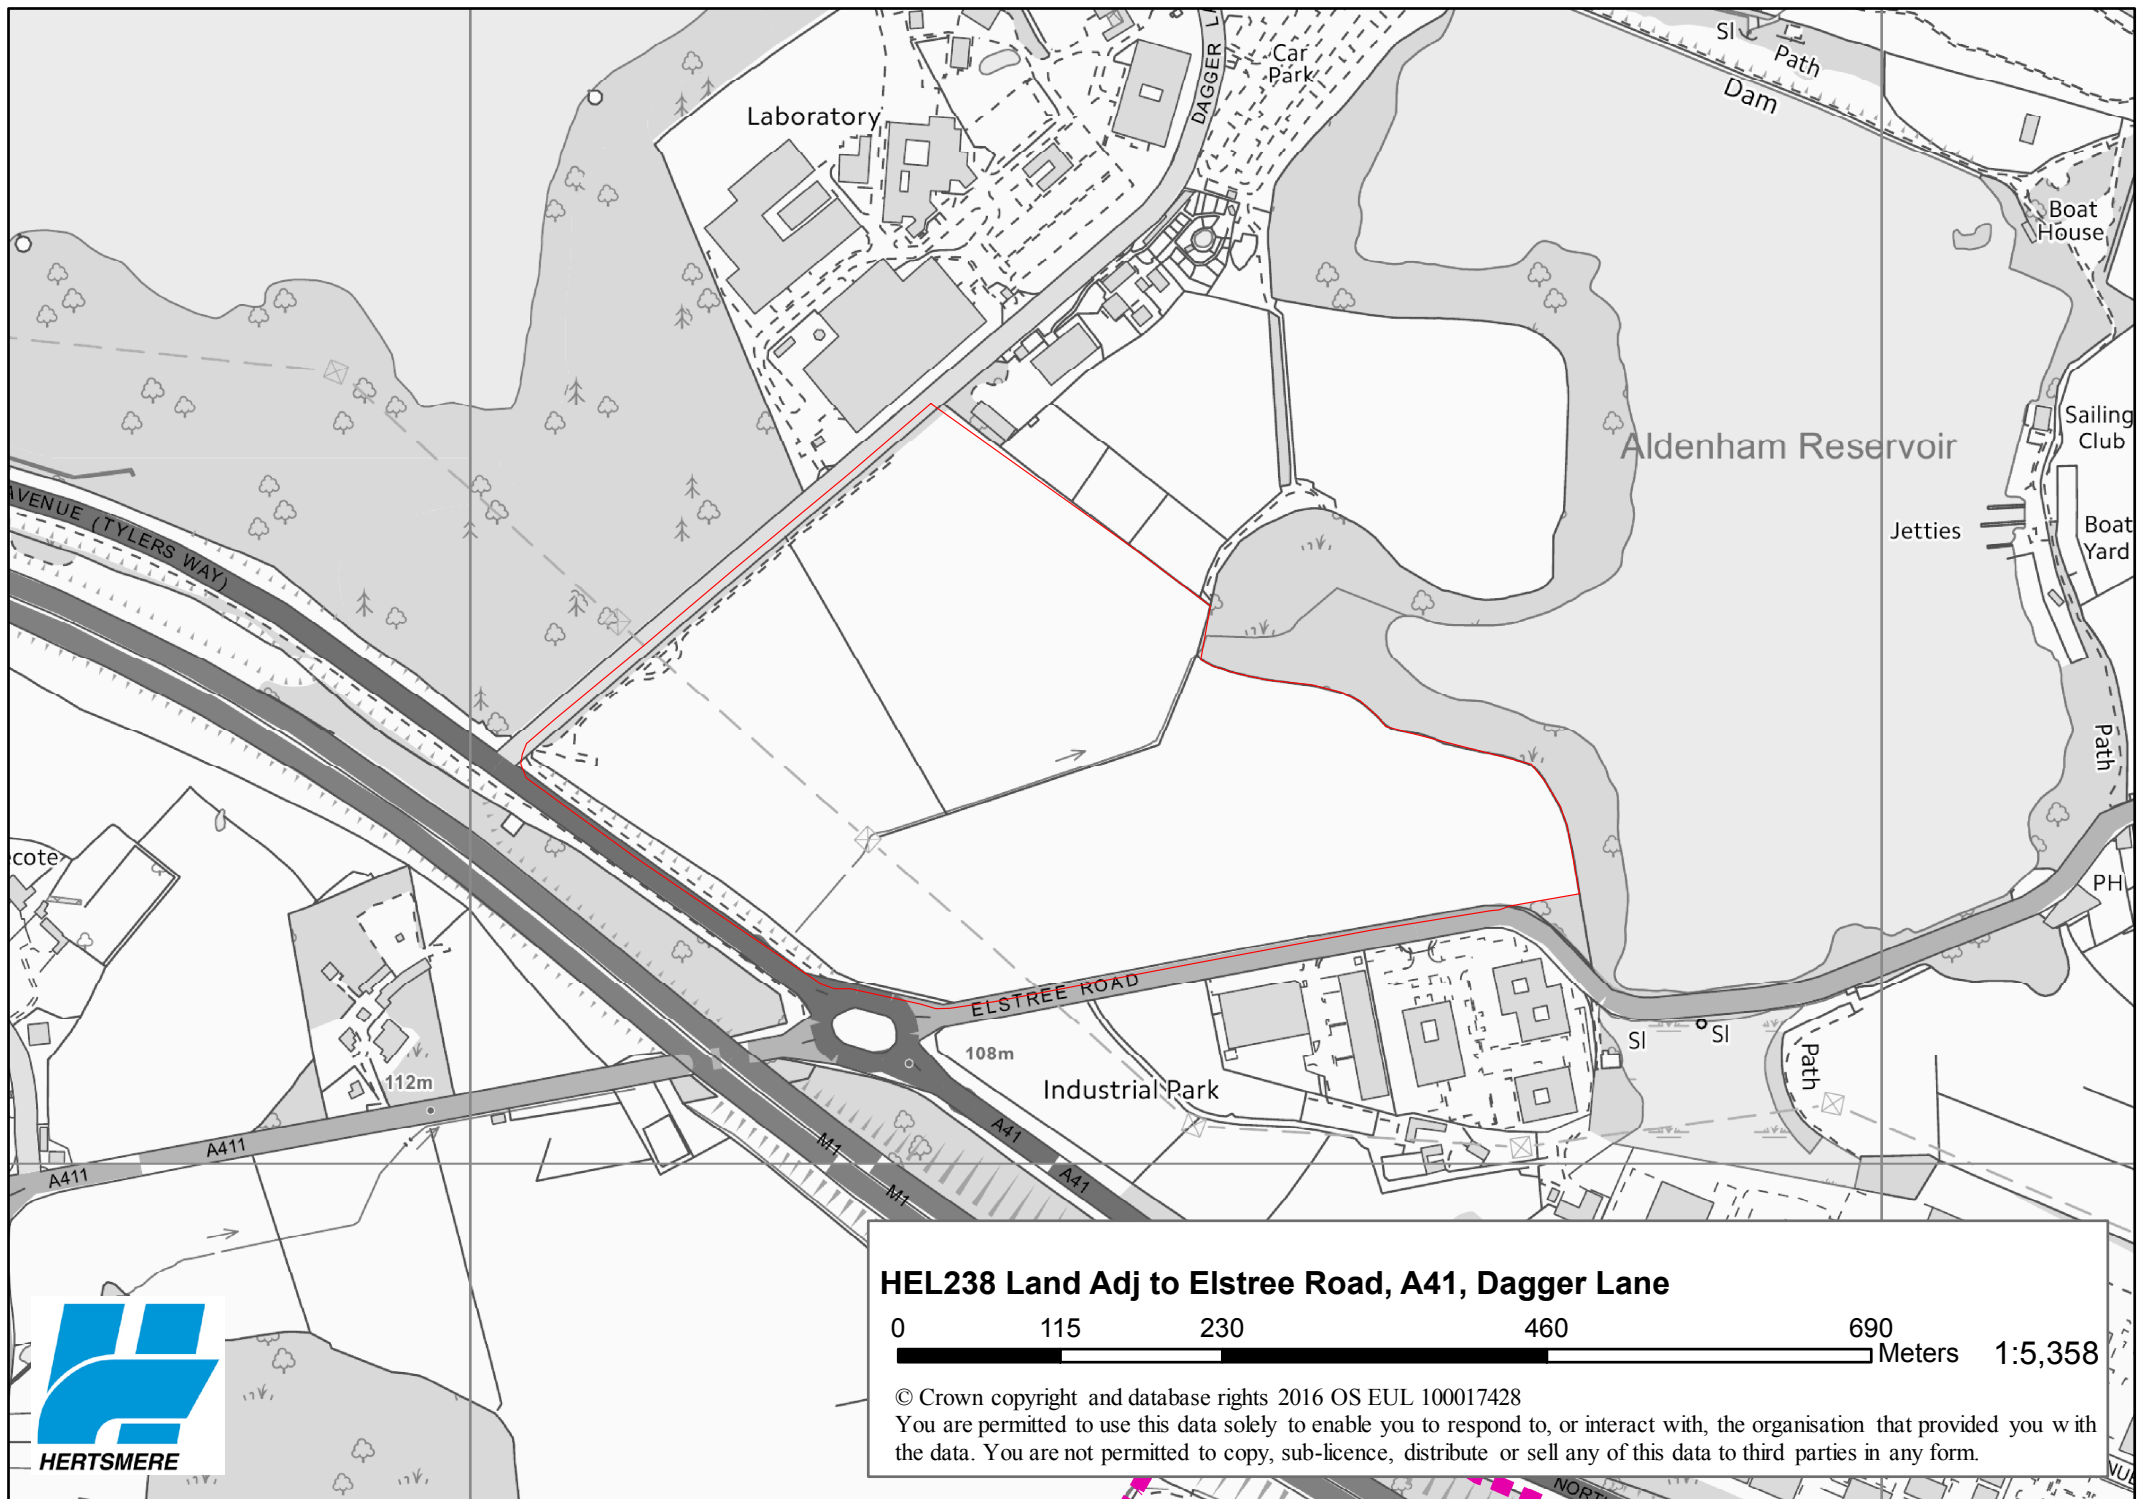 SI
Path
Dam
Car
Park
DAGGER
Laboratory
Boat
House
Aldenham Reservoir
Sailing
Club
Jetties
Boat
Yard
AVENUE (TYLERS WAY)
Path
PH
ELSTREE ROAD
108m
SI
SI
Path
Industrial Park
112m
A411
A411
M1
M1
A41
A41
HEL238 Land Adj to Elstree Road, A41, Dagger Lane
0 115 230 460 690
Meters 1:5,358
© Crown copyright and database rights 2016 OS EUL 100017428
You are permitted to use this data solely to enable you to respond to, or interact with, the organisation that provided you with
the data. You are not permitted to copy, sub-licence, distribute or sell any of this data to third parties in any form.
HERTSMERE